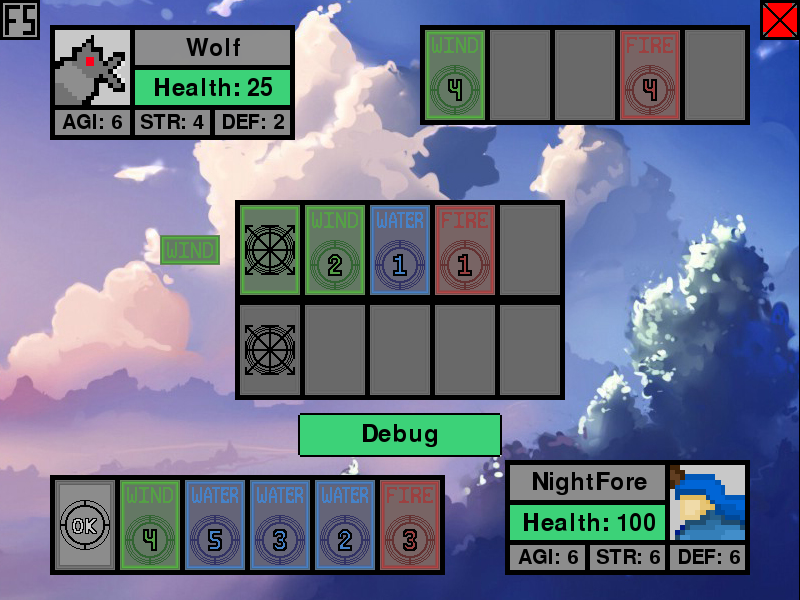 FS
Wolf
Health: 25
AGI: 6 STR: 4 DEF: 2
WIND FIRE
4 4
WIND WATER FIRE
WIND
2 1 1
Debug
WIND WATER WATER WATER FIRE
OK 4 5 3 2 3
NightFore
Health: 100
AGI: 6 STR: 6 DEF: 6